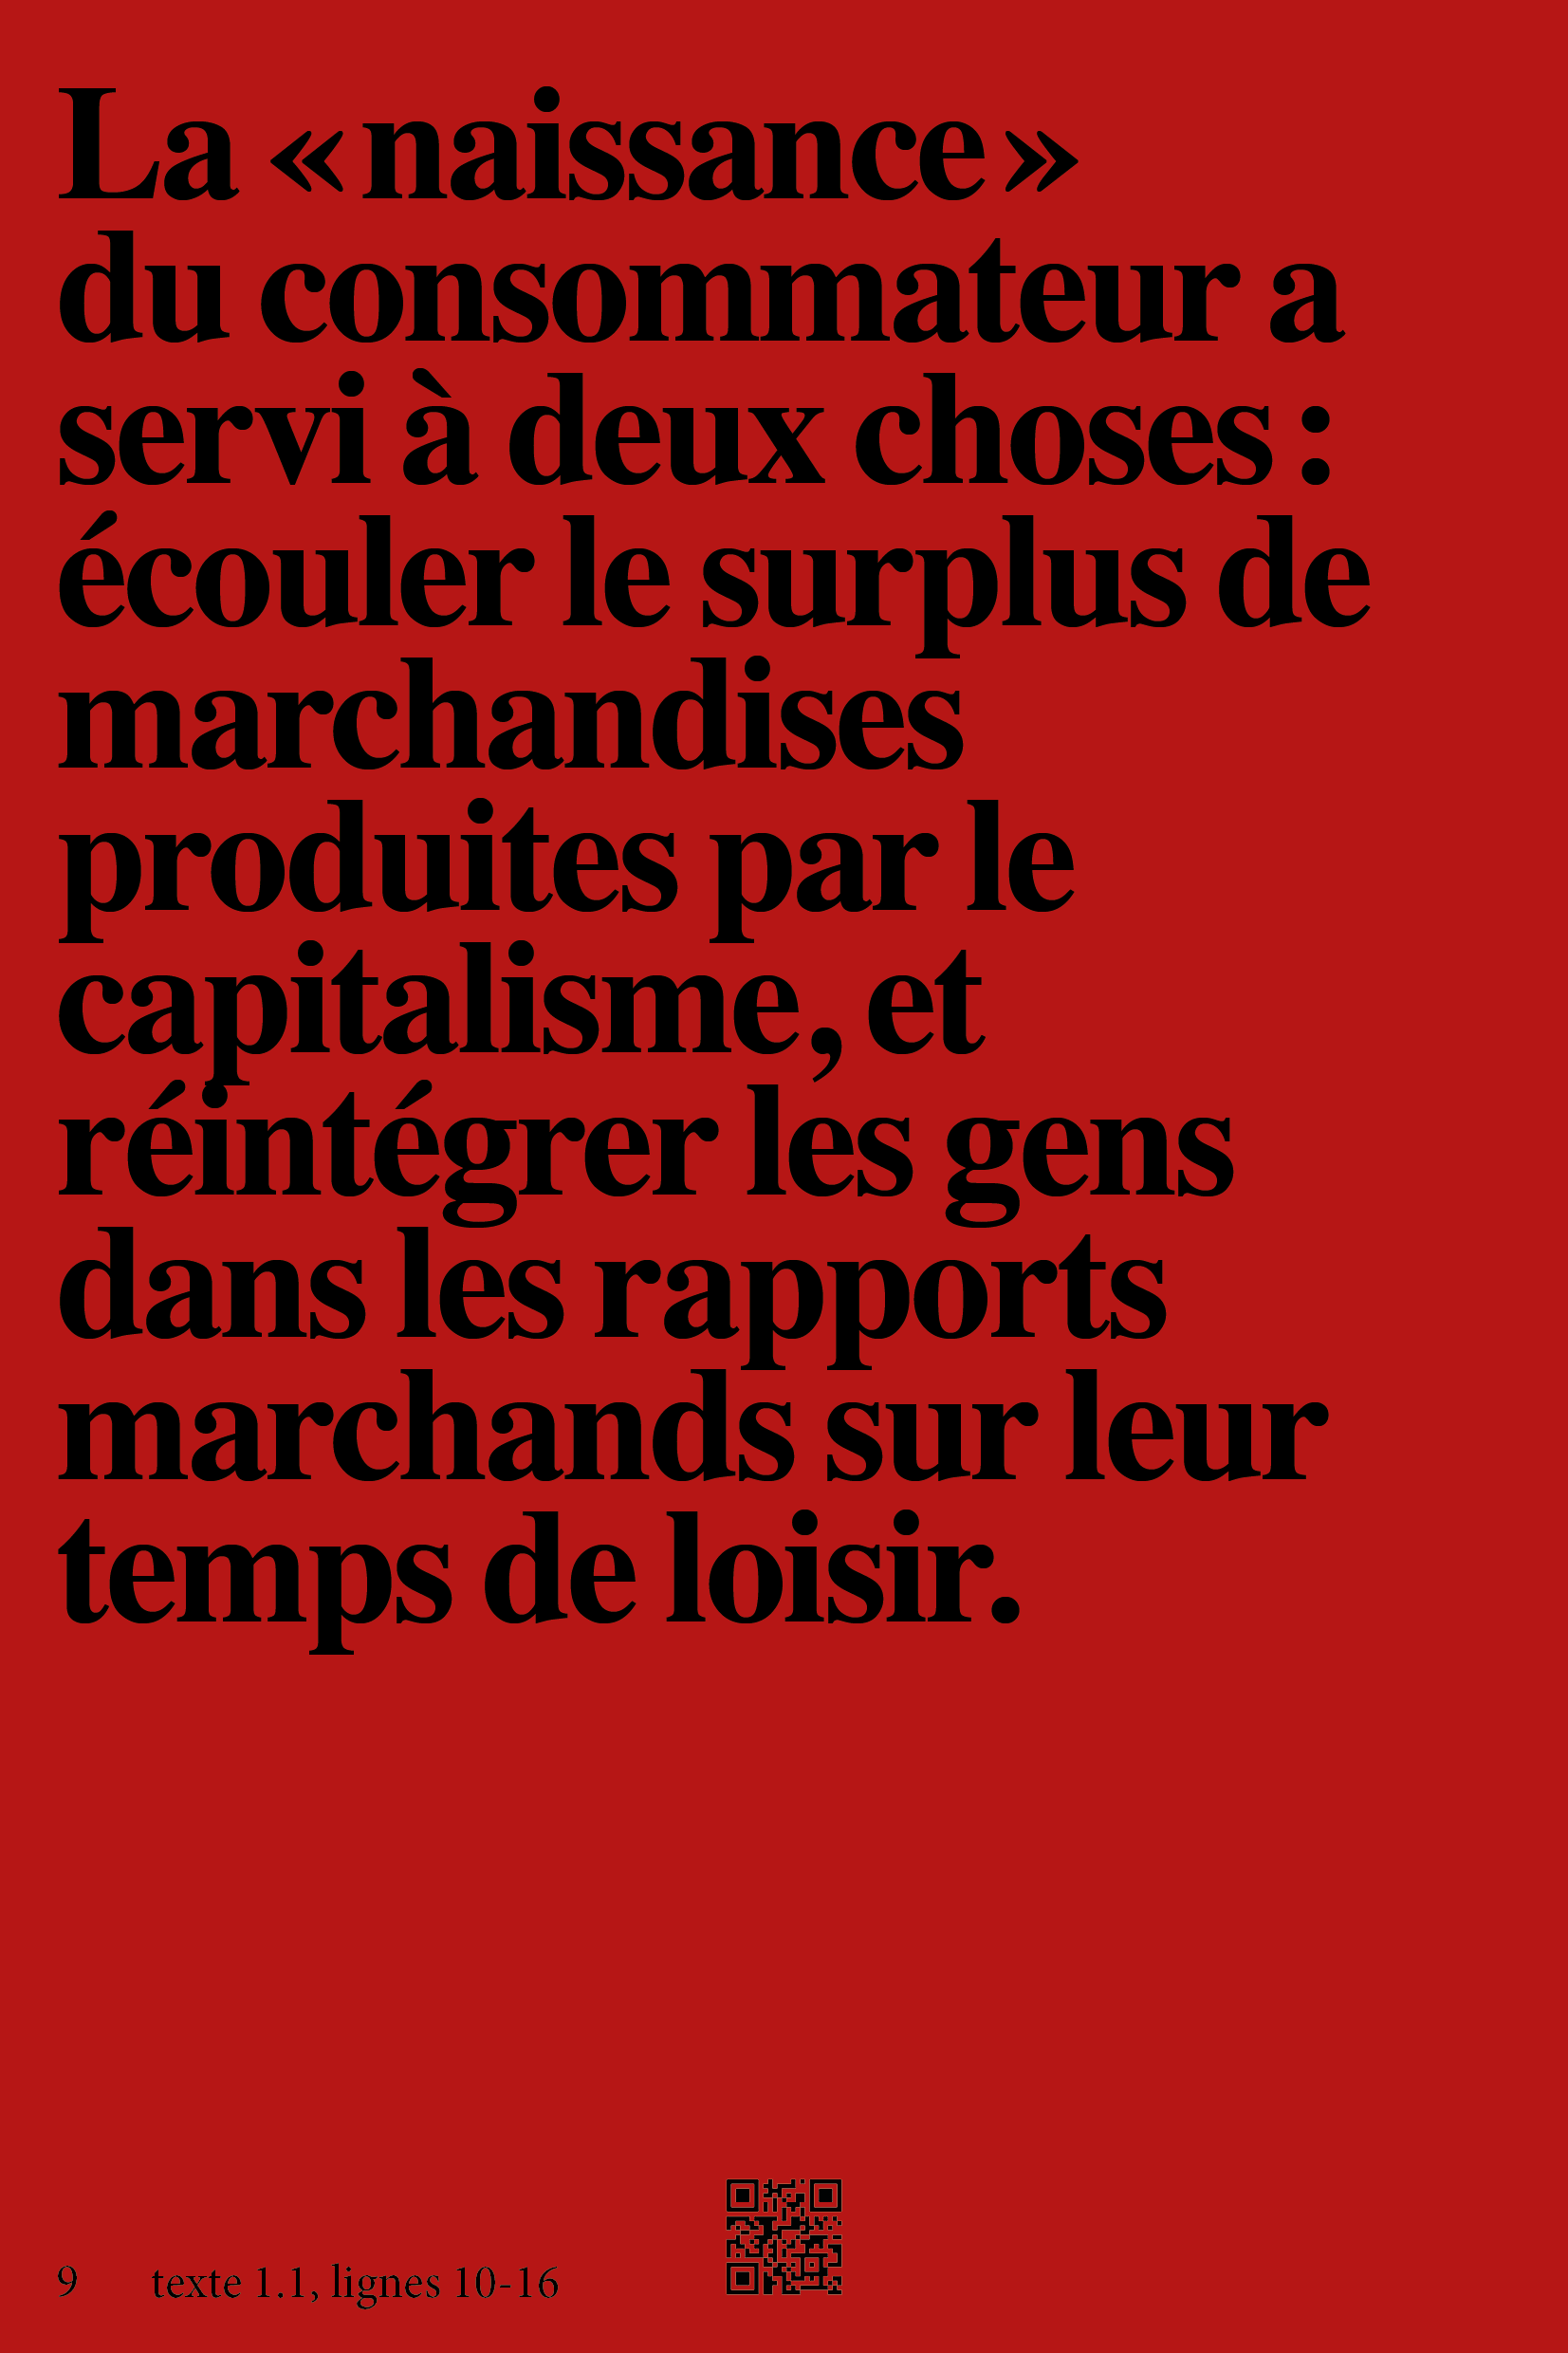 La «naissance»
du consommateur a
servi à deux choses :
écouler le surplus de
marchandises
produites par le
capitalisme, et
réintégrer les gens
dans les rapports
marchands sur leur
temps de loisir.
9 texte 1.1, lignes 10-16